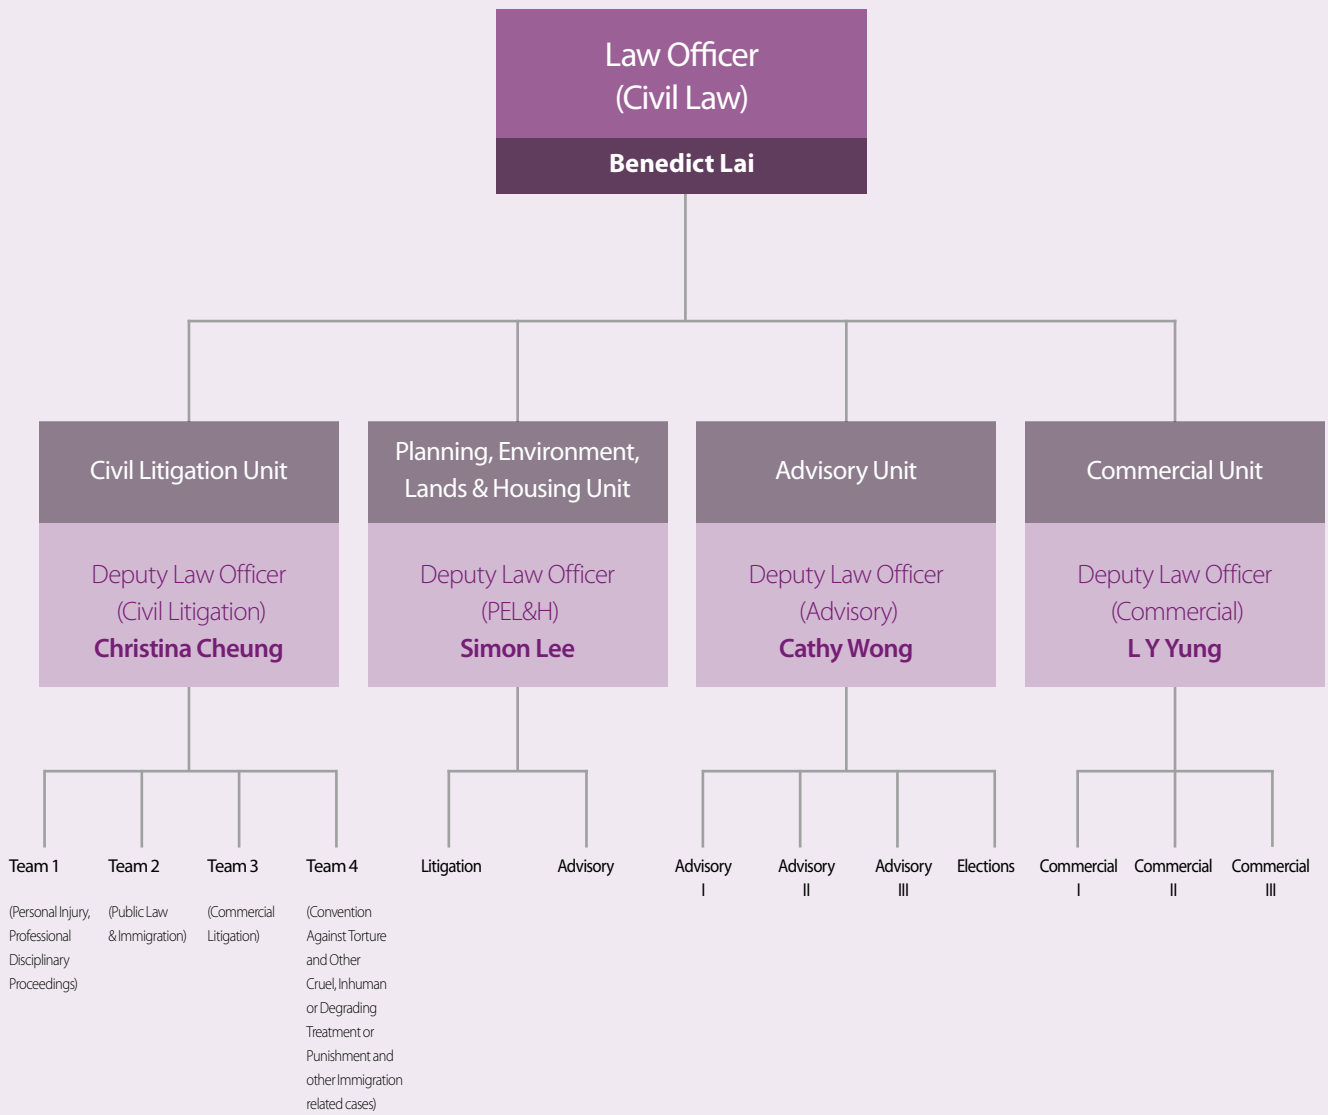 Law Officer
(Civil Law)
Benedict Lai
Civil Litigation Unit
Deputy Law Officer
(Civil Litigation)
Christina Cheung
Planning, Environment,
Lands & Housing Unit
Deputy Law Officer
(PEL&H)
Simon Lee
Advisory Unit
Deputy Law Officer
(Advisory)
Cathy Wong
Commercial Unit
Deputy Law Officer
(Commercial)
L Y Yung
Team 1
(Personal Injury,
Professional
Disciplinary
Proceedings)
Team 2
(Public Law
& Immigration)
Team 3
(Commercial
Litigation)
Team 4
(Convention
Against Torture
and Other
Cruel, Inhuman
or Degrading
Treatment or
Punishment and
other Immigration
related cases)
Litigation
Advisory
Advisory
I
Advisory
II
Advisory
III
Elections
Commercial
I
Commercial
II
Commercial
III